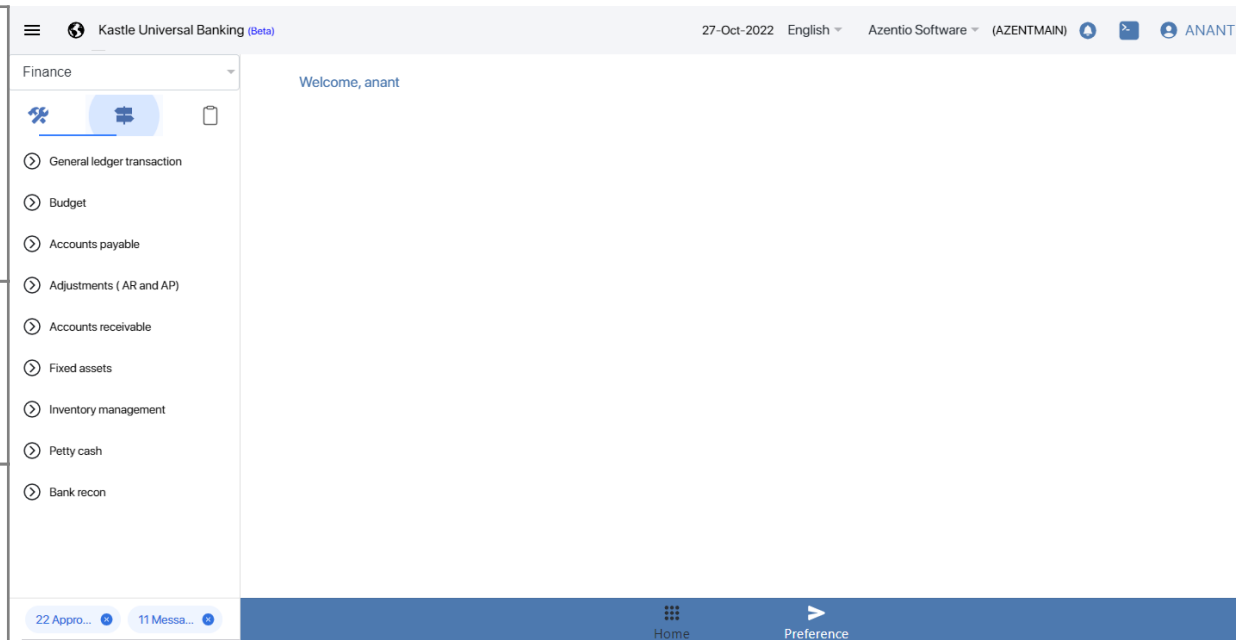 Kastle Universal Banking (Beta) 27-Oct-2022 English Azentio Software (AZENTMAIN) ANANT
Finance
Welcome, anant
General ledger transaction
Budget
Accounts payable
Adjustments ( AR and AP)
Accounts receivable
Fixed assets
Inventory management
Petty cash
Bank recon
22 Appro... 11 Messa...
Home Preference